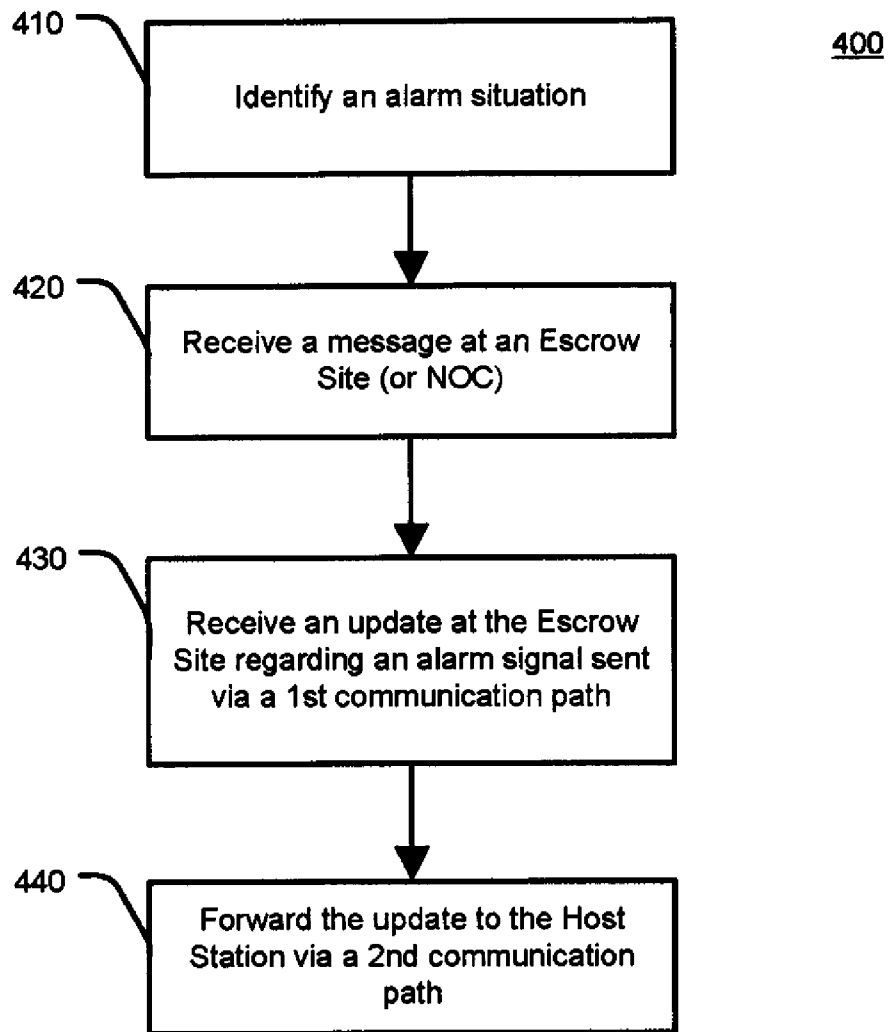 410
400
Identify an alarm situation
420
Receive a message at an Escrow
Site (or NOC)
430
Receive an update at the Escrow
Site regarding an alarm signal sent
via a 1st communication path
440
Forward the update to the Host
Station via a 2nd communication
path